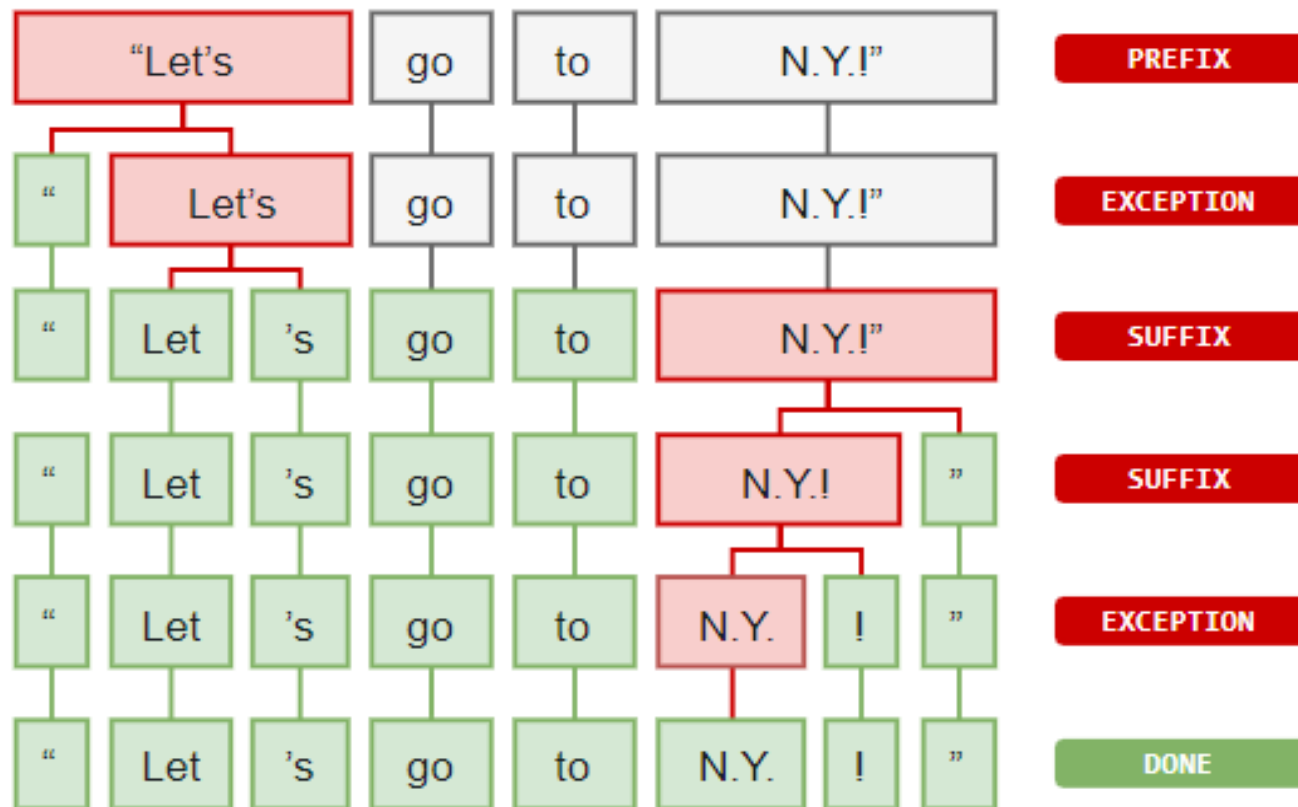 “Let’s go to N.Y.!” PREFIX
“ Let’s go to N.Y.!” EXCEPTION
“ Let ’s go to N.Y.!” SUFFIX
“ Let ’s go to N.Y.! ” SUFFIX
“ Let ’s go to N.Y. ! ” EXCEPTION
“ Let ’s go to N.Y. ! ” DONE